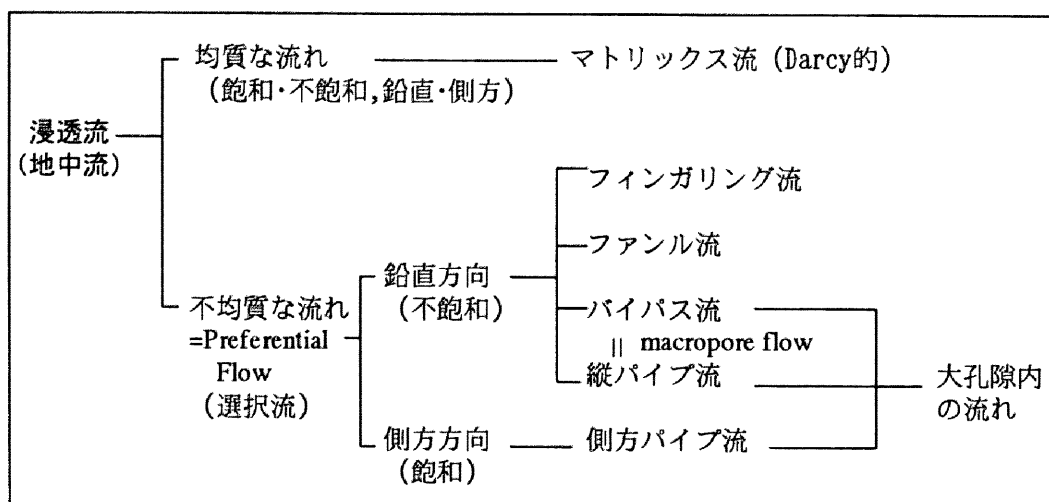 均質な流れ
マトリックス流 (Darcy的)
(飽和・不飽和,鉛直・側方)
浸透流
(地中流)
フィンガリング流
ファンル流
鉛直方向
(不飽和)
不均質な流れ
=Preferential
Flow
(選択流)
バイパス流
|| macropore flow
縦パイプ流
大孔隙内
の流れ
側方方向
(飽和)
側方パイプ流